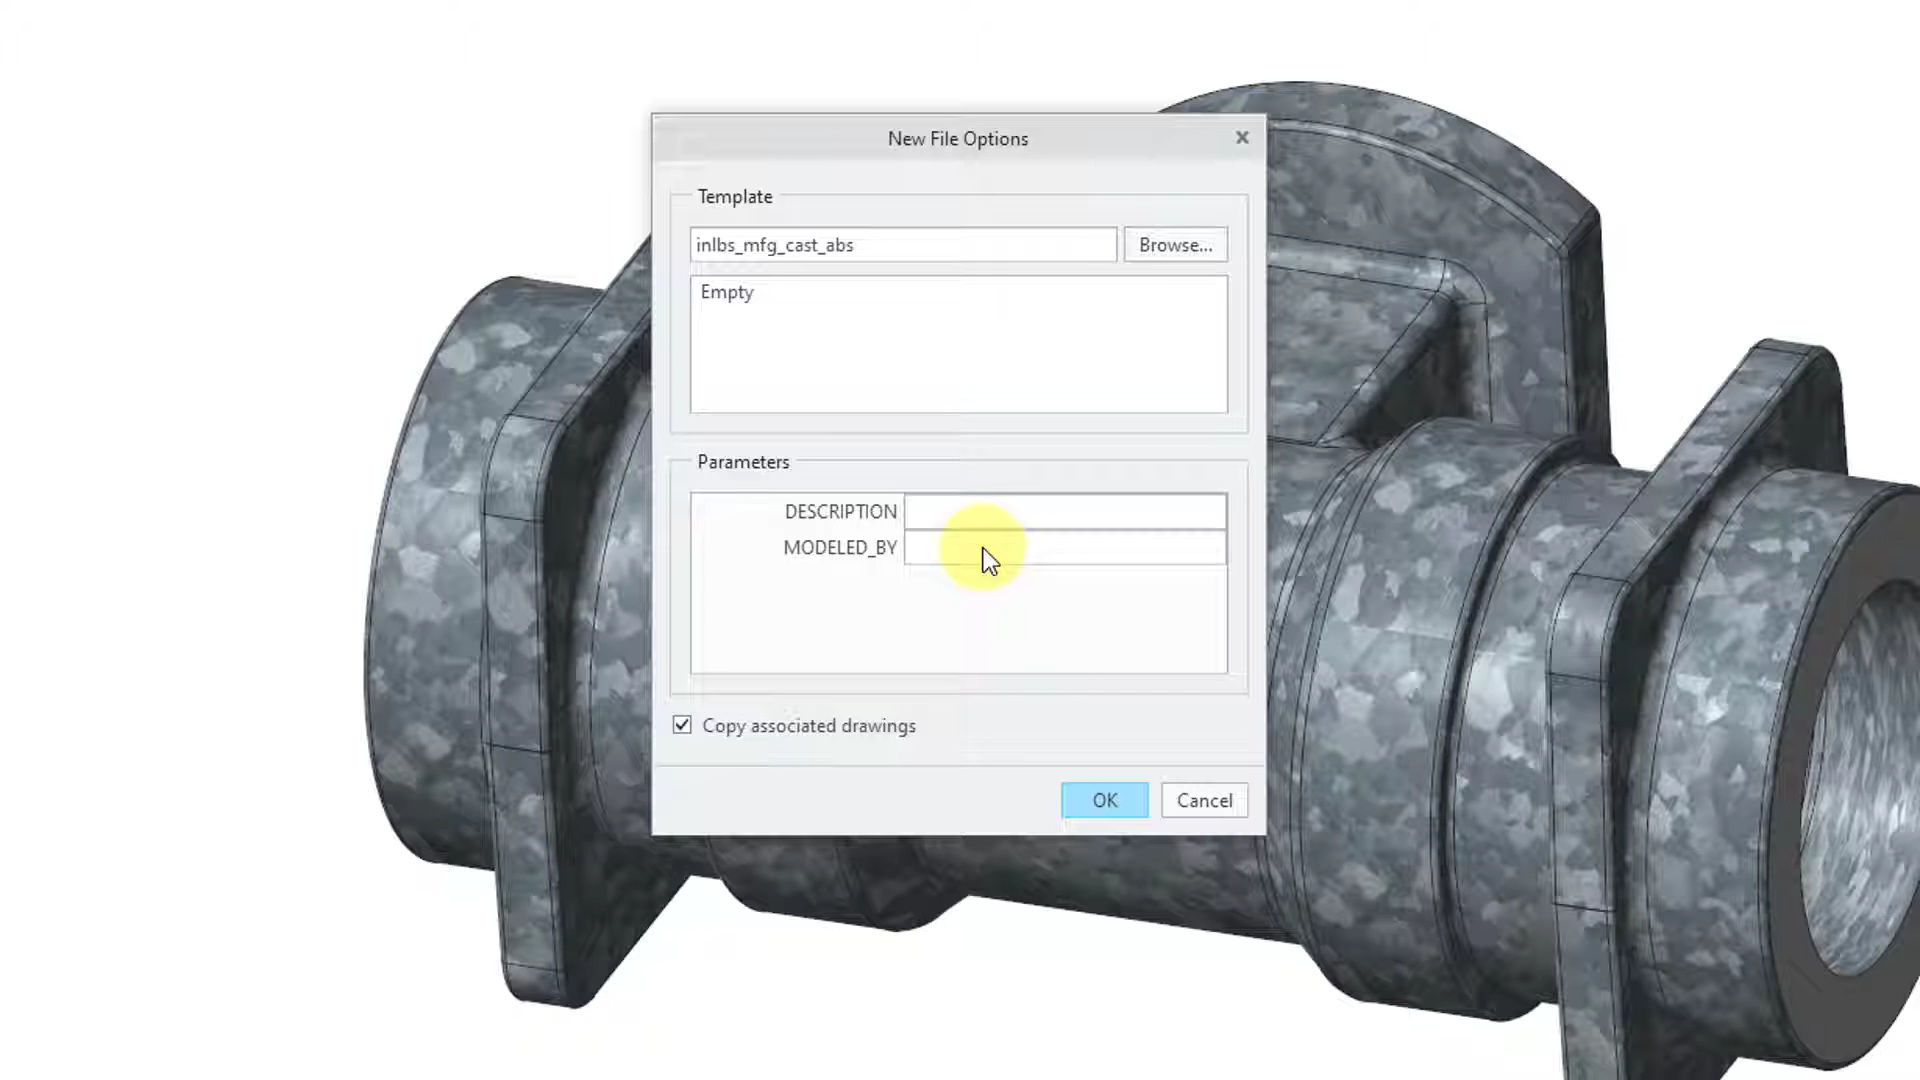 New File Options
Template
inlbs_mfg_cast_abs
Browse...
Empty
Parameters
DESCRIPTION
MODELED_BY
Copy associated drawings
OK
Cancel